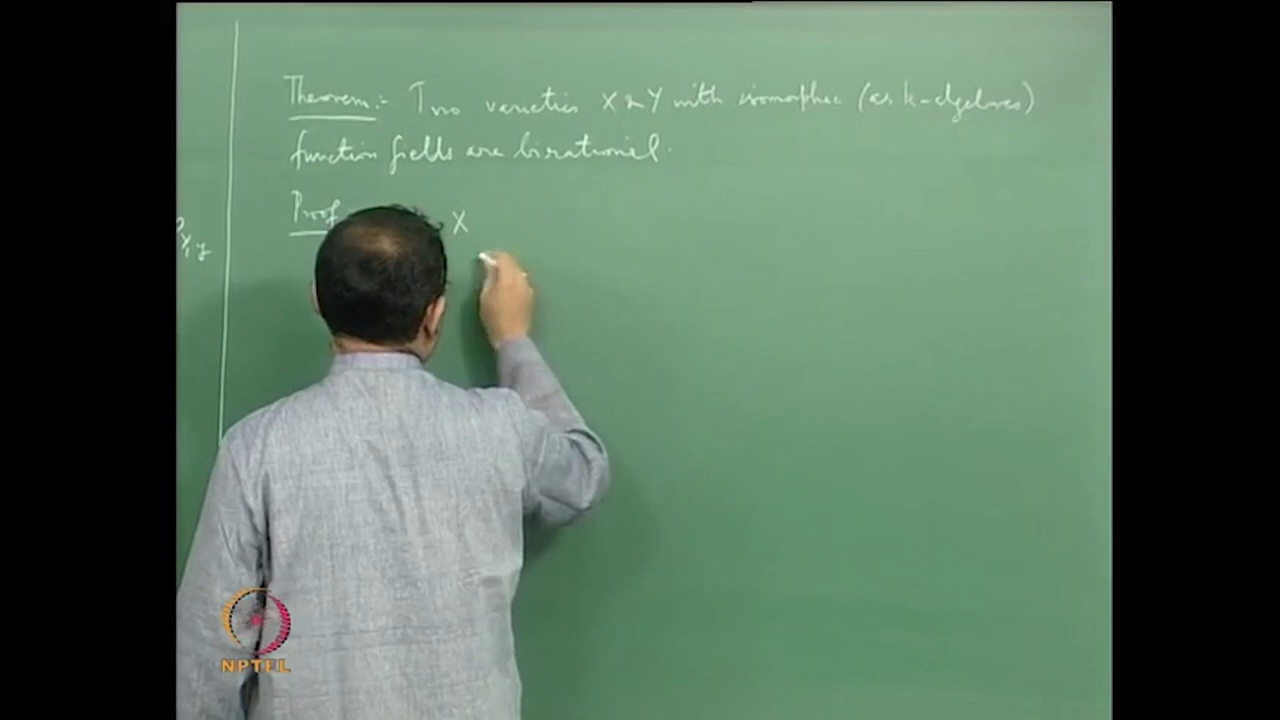 Theorem:- Two varieties X & Y with isomorphic (as k-algebras)
function fields are birational.
Proof
X
X, y
NPTEL